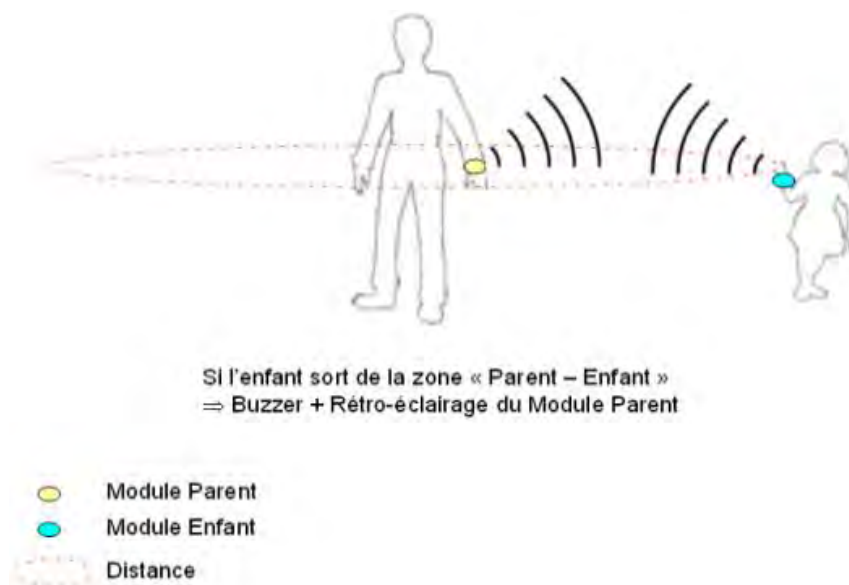 Si l'enfant sort de la zone « Parent – Enfant »
⇒ Buzzer + Rétro-éclairage du Module Parent
Module Parent
Module Enfant
Distance